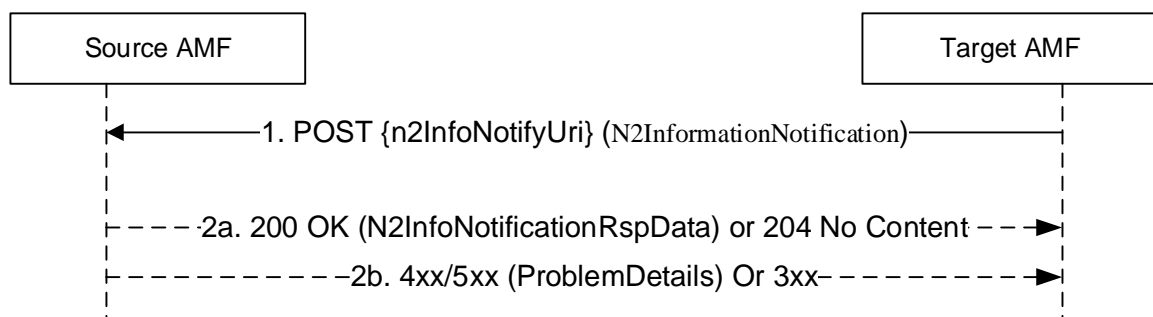 Source AMF
Target AMF
1. POST {n2InfoNotifyUri} (N2InformationNotification)
2a. 200 OK (N2InfoNotificationRspData) or 204 No Content
2b. 4xx/5xx (ProblemDetails) Or 3xx